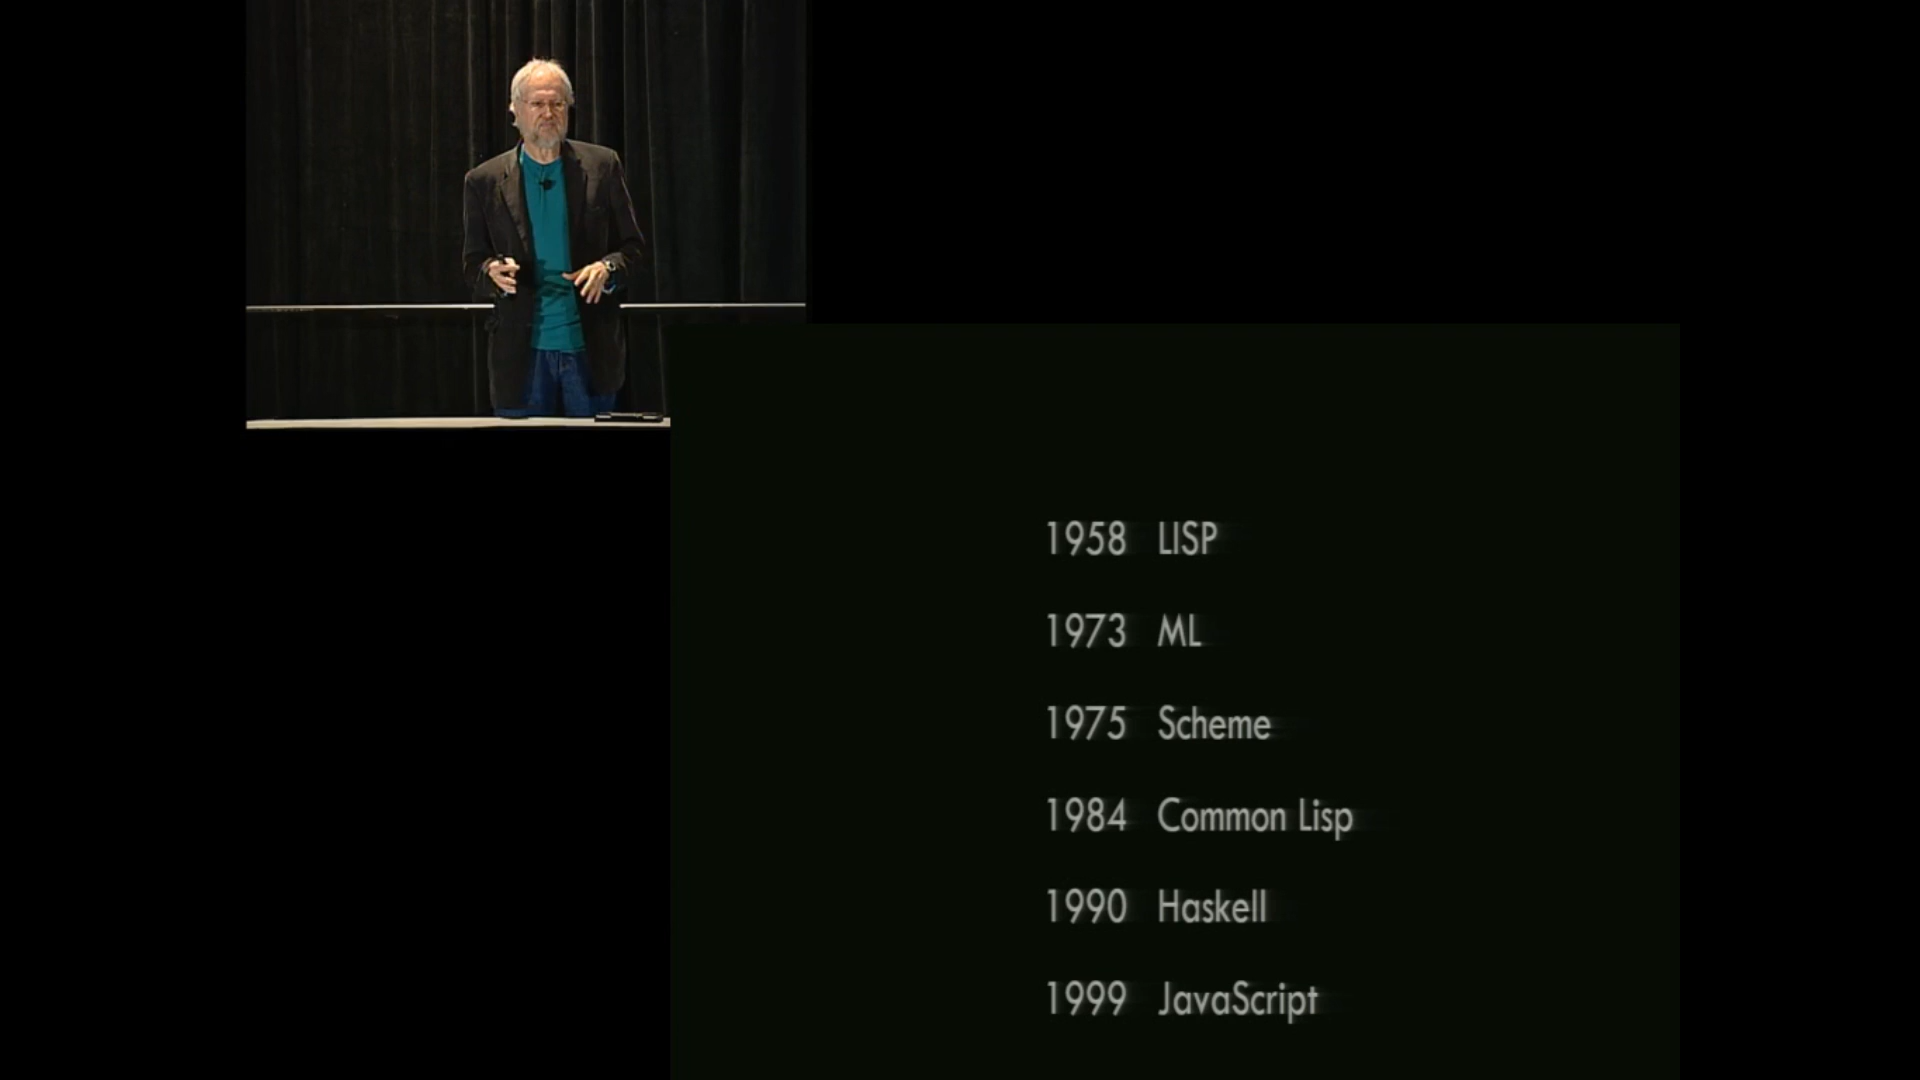 1958 LISP
1973 ML
1975 Scheme
1984 Common Lisp
1990 Haskell
1999 JavaScript